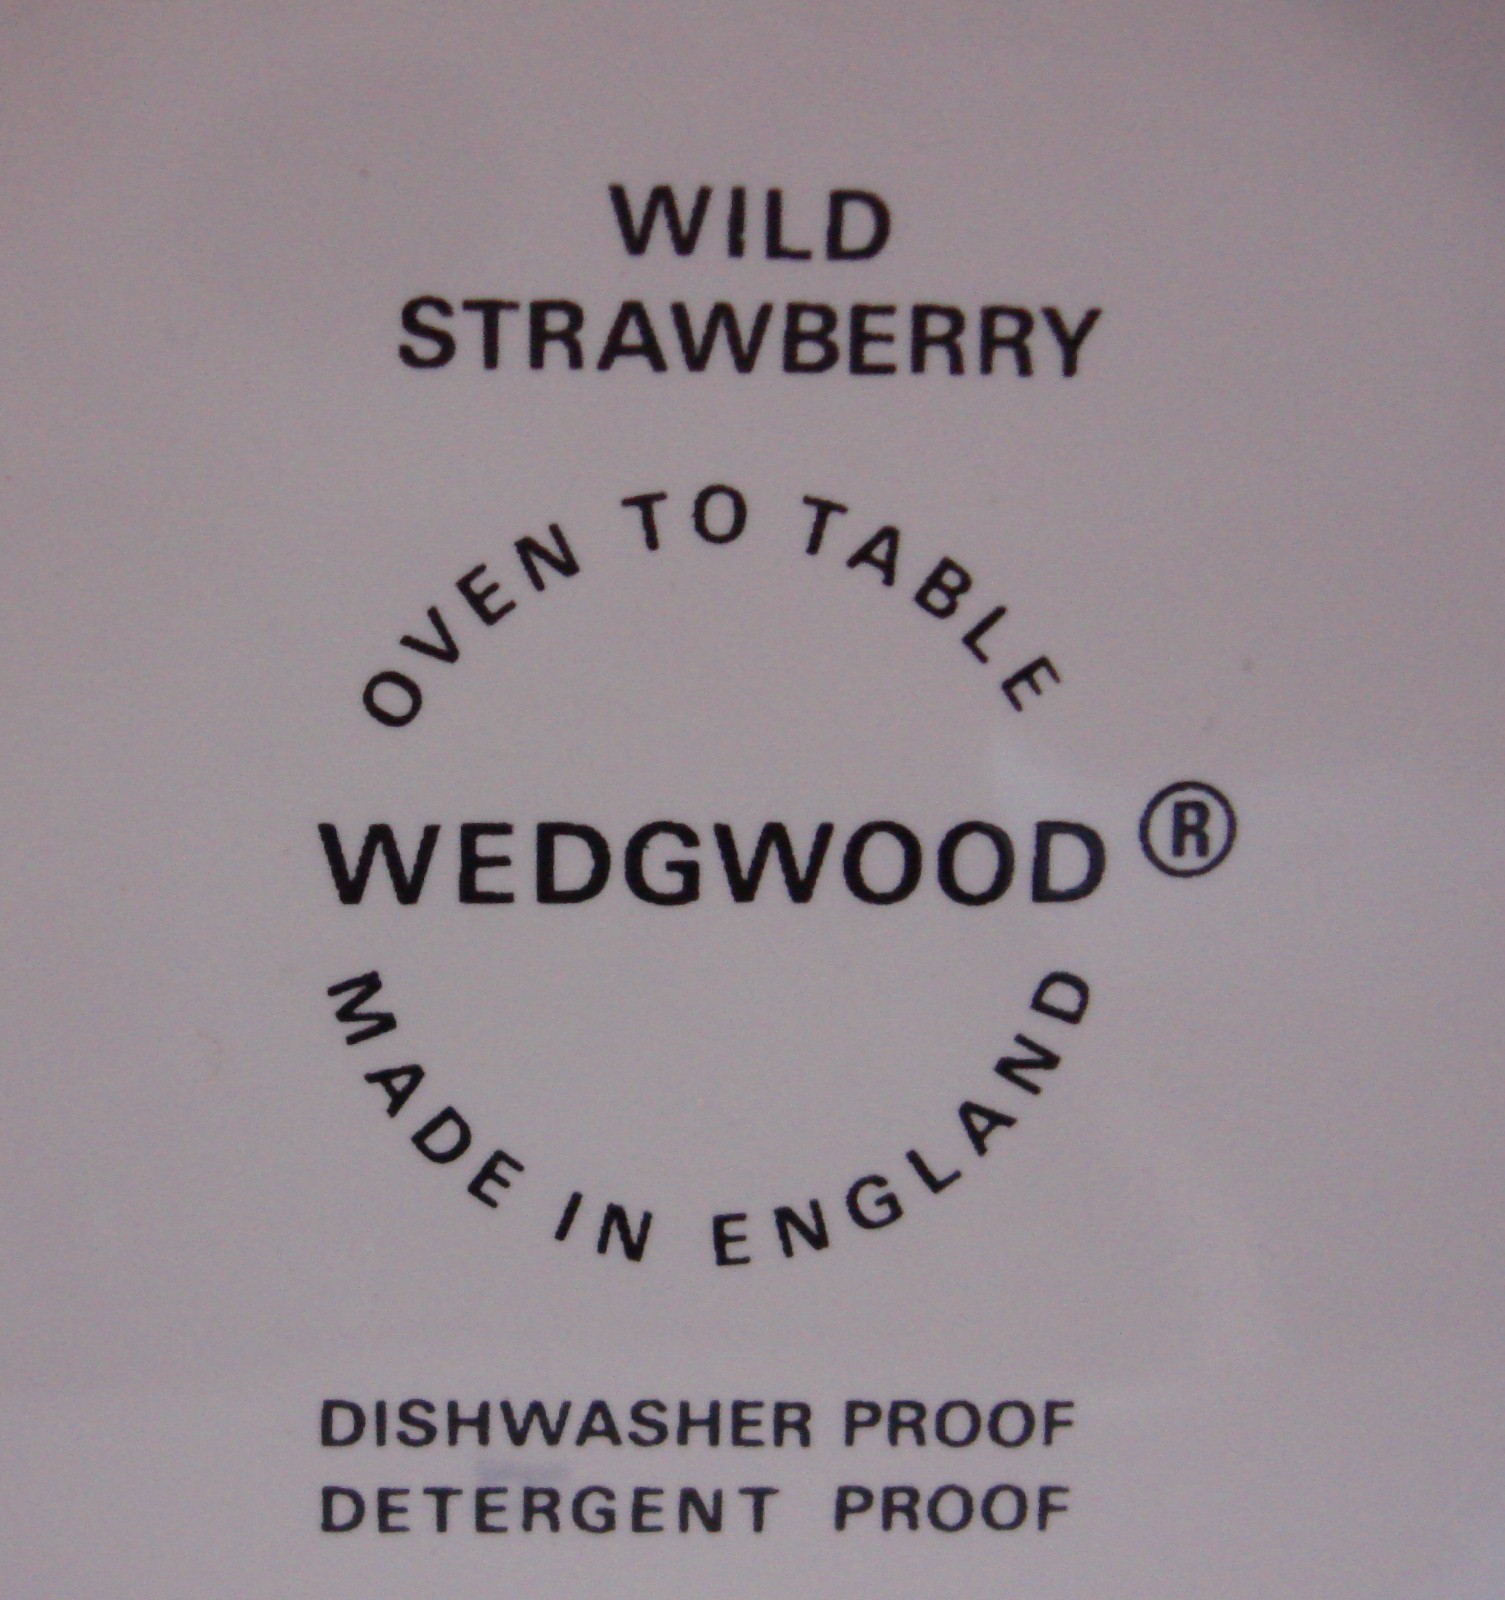 WILD
STRAWBERRY
OVEN TO TABLE
WEDGWOOD®
MADE IN ENGLAND
DISHWASHER PROOF
DETERGENT PROOF